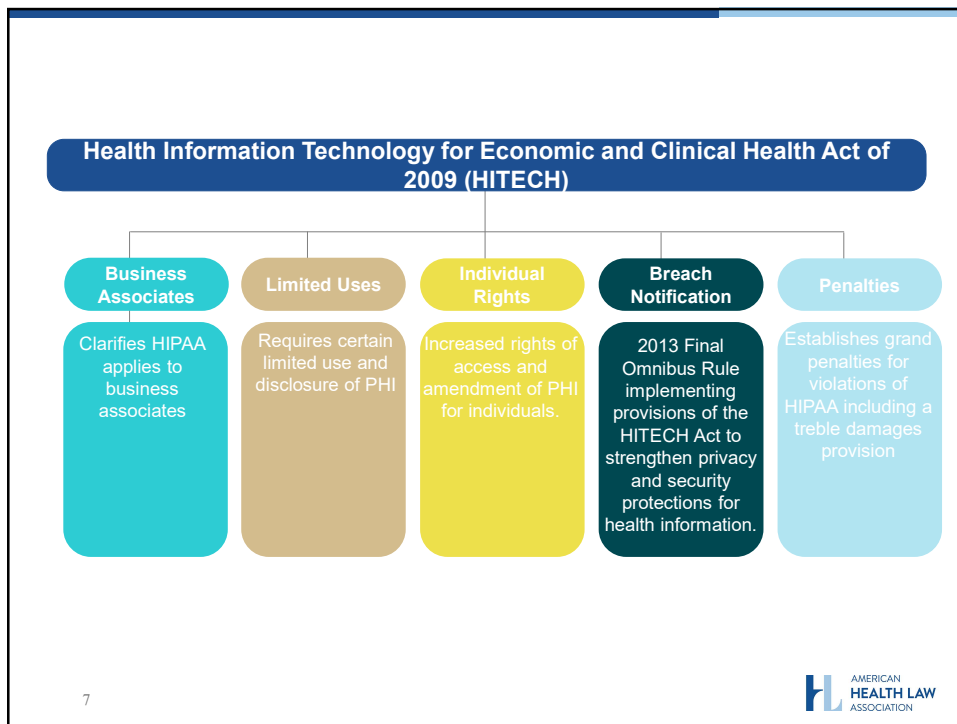 Health Information Technology for Economic and Clinical Health Act of
2009 (HITECH)
Business
Associates
Limited Uses
Individual
Rights
Breach
Notification
Penalties
Clarifies HIPAA
applies to
business
associates
Requires certain
limited use and
disclosure of PHI
Increased rights of
access and
amendment of PHI
for individuals.
2013 Final
Omnibus Rule
implementing
provisions of the
HITECH Act to
strengthen privacy
and security
protections for
health information.
Establishes grand
penalties for
violations of
HIPAA including a
treble damages
provision
7
AMERICAN
HEALTH LAW
ASSOCIATION